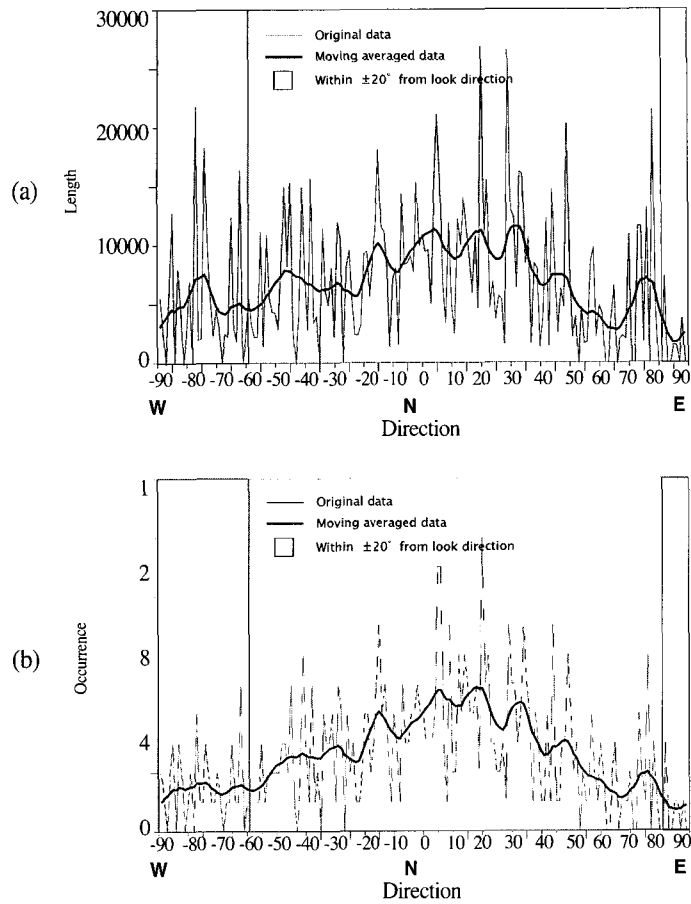 (a)
Length
30000
20000
10000
0
Original data
Moving averaged data
Within ±20° from look direction
-90 -80 -70 -60 -50 -40 -30 -20 -10 0 10 20 30 40 50 60 70 80 90
W N E
Direction
(b)
Occurrence
1
2
8
4
0
Original data
Moving averaged data
Within ±20° from look direction
-90 -80 -70 -60 -50 -40 -30 -20 -10 0 10 20 30 40 50 60 70 80 90
W N E
Direction